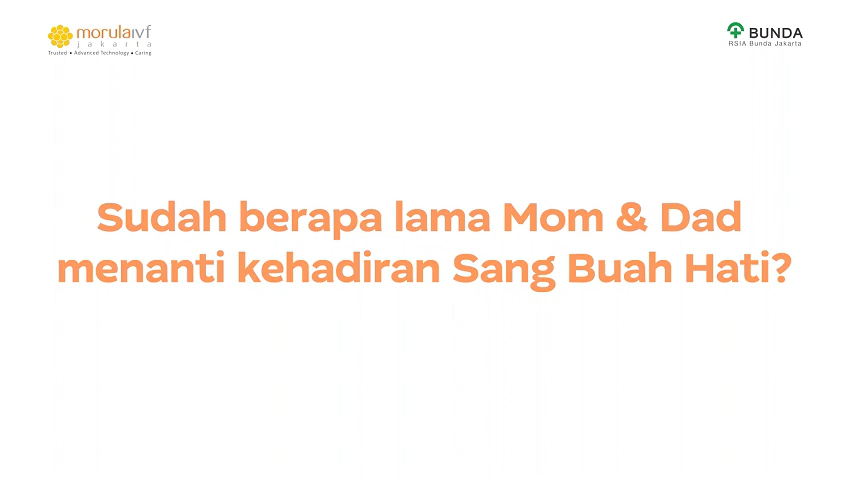 morulaivf
jakarta
Trusted • Advanced Technology • Caring
BUNDA
RSIA Bunda Jakarta
Sudah berapa lama Mom & Dad
menanti kehadiran Sang Buah Hati?